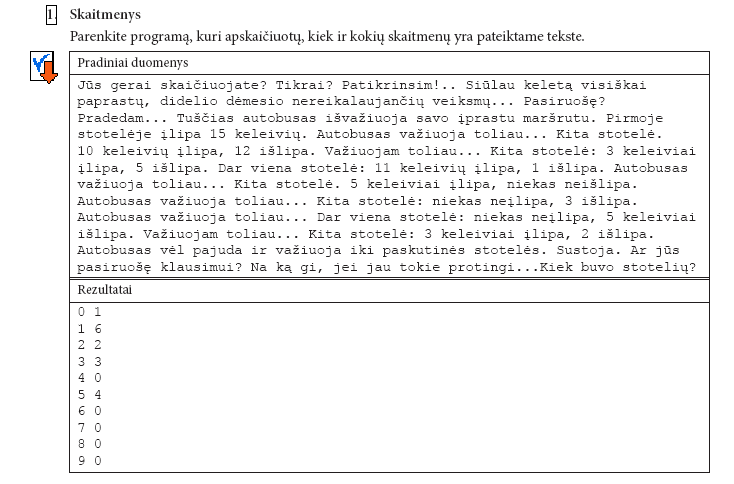 1. Skaitmenys
Parenkite programą, kuri apskaičiuotų, kiek ir kokių skaitmenų yra pateiktame tekste.
Pradiniai duomenys
Jūs gerai skaičiuojate? Tikrai? Patikrinsim!.. Siūlau keletą visiškai
paprastų, didelio dėmesio nereikalaujančių veiksmų... Pasiruošę?
Pradedam... Tuščias autobusas išvažiuoja savo įprastu maršrutu. Pirmoje
stotelėje įlipa 15 keleivių. Autobusas važiuoja toliau... Kita stotelė.
10 keleivių įlipa, 12 išlipa. Važiuojam toliau... Kita stotelė: 3 keleiviai
įlipa, 5 išlipa. Dar viena stotelė: 11 keleivių įlipa, 1 išlipa. Autobusas
važiuoja toliau... Kita stotelė. 5 keleiviai įlipa, niekas neišlipa.
Autobusas važiuoja toliau... Kita stotelė: niekas neįlipa, 3 išlipa.
Autobusas važiuoja toliau... Dar viena stotelė: niekas neįlipa, 5 keleiviai
išlipa. Važiuojam toliau... Kita stotelė: 3 keleiviai įlipa, 2 išlipa.
Autobusas vėl pajuda ir važiuoja iki paskutinės stotelės. Sustoja. Ar jūs
pasiruošę klausimui? Na ką gi, jei jau tokie protingi...Kiek buvo stotelių?
Rezultatai
0 1
1 6
2 2
3 3
4 0
5 4
6 0
7 0
8 0
9 0